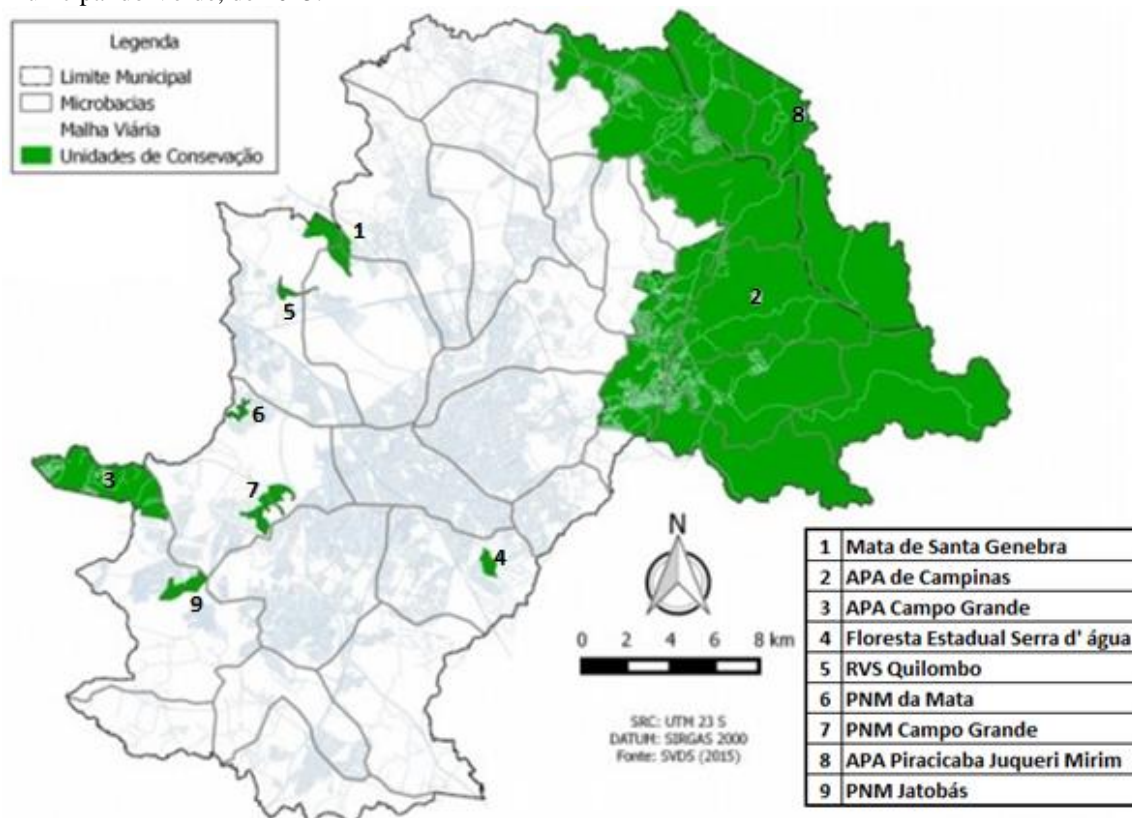 Legenda
Limite Municipal
Microbacias
Malha Viária
Unidades de Consevação
8
1
5
2
6
3
7
4
9
N
0 2 4 6 8 km
SRC: UTM 23 S
DATUM: SIRGAS 2000
Fonte: SVDS (2015)
1 Mata de Santa Genebra
2 APA de Campinas
3 APA Campo Grande
4 Floresta Estadual Serra d' água
5 RVS Quilombo
6 PNM da Mata
7 PNM Campo Grande
8 APA Piracicaba Juqueri Mirim
9 PNM Jatobás